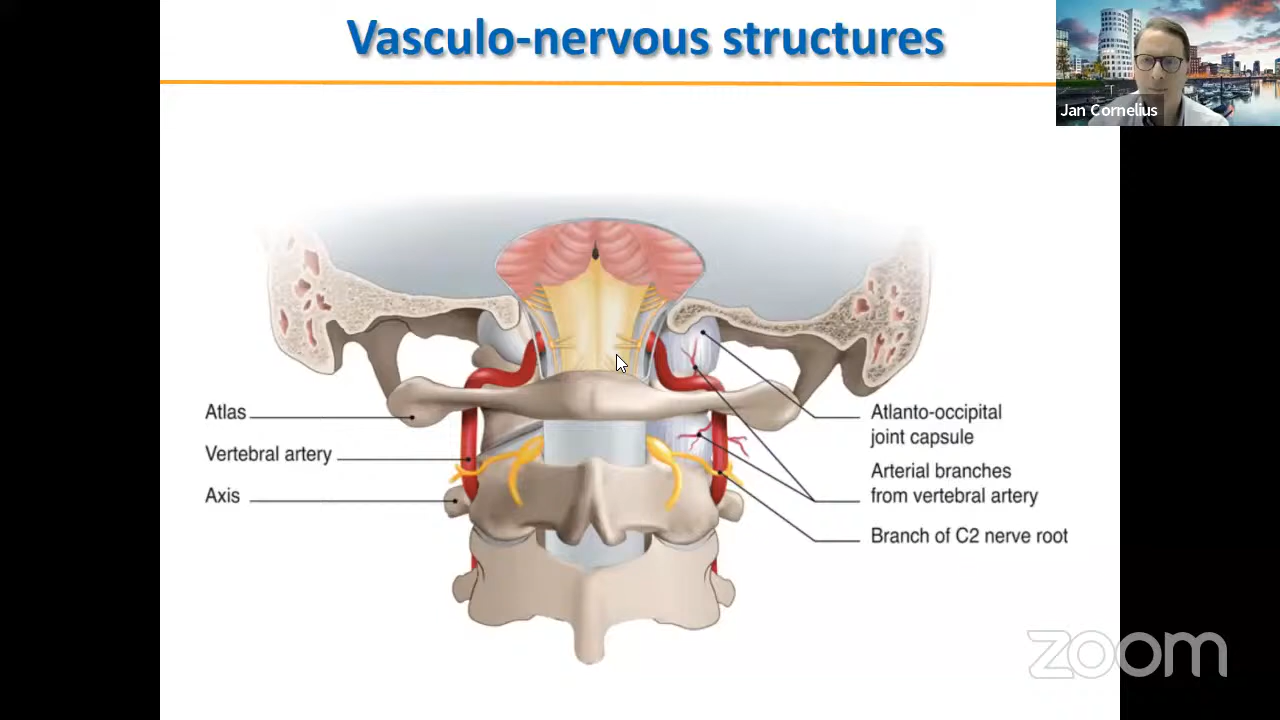 Vasculo-nervous structures
Jan Cornelius
Atlas
Vertebral artery
Axis
Atlanto-occipital
joint capsule
Arterial branches
from vertebral artery
Branch of C2 nerve root
zoom